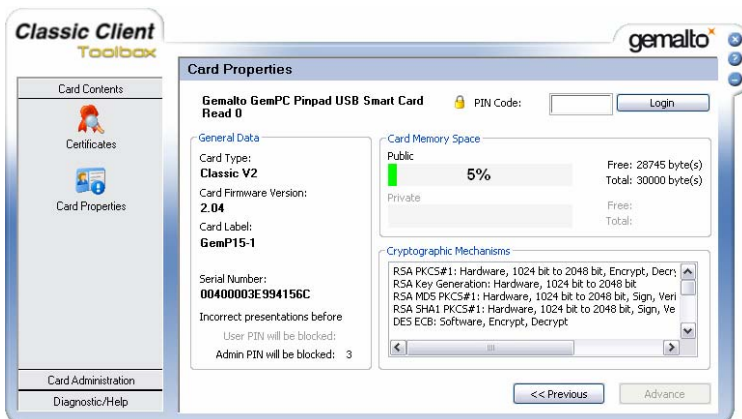 Classic Client
Toolbox
gemalto
Card Contents
Certificates
Card Properties
Card Administration
Diagnostic/Help
Card Properties
Gemalto GemPC Pinpad USB Smart Card
Read 0
PIN Code:
Login
General Data
Card Type:
Classic V2
Card Firmware Version:
2.04
Card Label:
GemP15-1
Serial Number:
00400003E994156C
Incorrect presentations before
User PIN will be blocked:
Admin PIN will be blocked: 3
Card Memory Space
Public
5%
Free: 28745 byte(s)
Total: 30000 byte(s)
Private
Free:
Total:
Cryptographic Mechanisms
RSA PKCS#1: Hardware, 1024 bit to 2048 bit, Encrypt, Decry
RSA Key Generation: Hardware, 1024 bit to 2048 bit
RSA MD5 PKCS#1: Hardware, 1024 bit to 2048 bit, Sign, Veri
RSA SHA1 PKCS#1: Hardware, 1024 bit to 2048 bit, Sign, Ve
DES ECB: Software, Encrypt, Decrypt
<< Previous
Advance